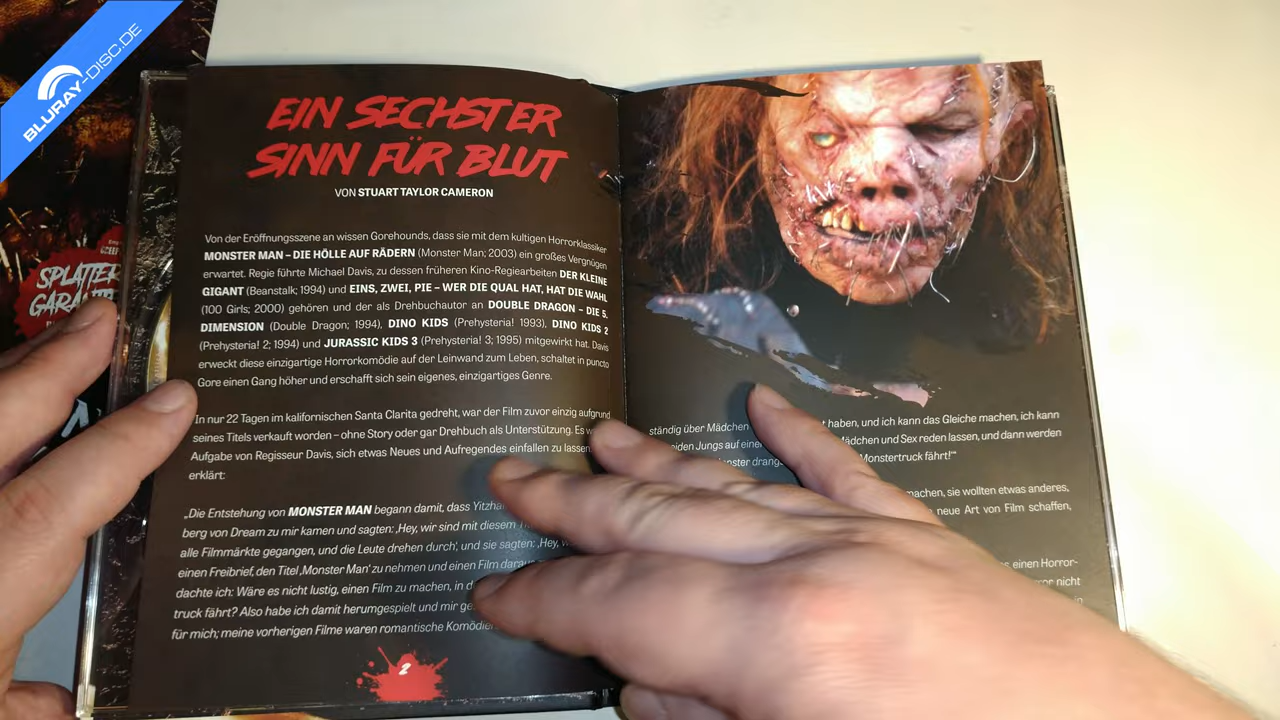 BLURAY-DISC.DE
SPLATTER
EIN SECHSTER
SINN FÜR BLUT
VON STUART TAYLOR CAMERON
Von der Eröffnungsszene an wissen Gorehounds, dass sie mit dem kultigen Horrorklassiker
MONSTER MAN – DIE HÖLLE AUF RÄDERN (Monster Man; 2003) ein großes Vergnügen
erwartet. Regie führte Michael Davis, zu dessen früheren Kino-Regiearbeiten DER KLEINE
GIGANT (Beanstalk; 1994) und EINS, ZWEI, PIE – WER DIE QUAL HAT, HAT DIE WAHL
(100 Girls; 2000) gehören und der als Drehbuchautor an DOUBLE DRAGON – DIE 5.
DIMENSION (Double Dragon; 1994), DINO KIDS (Prehysteria! 1993), DINO KIDS 2
(Prehysteria! 2; 1994) und JURASSIC KIDS 3 (Prehysteria! 3; 1995) mitgewirkt hat. Davis
erweckt diese einzigartige Horrorkomödie auf der Leinwand zum Leben, schaltet in puncto
Gore einen Gang höher und erschafft sich sein eigenes, einzigartiges Genre.
In nur 22 Tagen im kalifornischen Santa Clarita gedreht, war der Film zuvor einzig aufgrund
seines Titels verkauft worden – ohne Story oder gar Drehbuch als Unterstützung. Es
Aufgabe von Regisseur Davis, sich etwas Neues und Aufregendes einfallen zu lassen
erklärt:
„Die Entstehung von MONSTER MAN begann damit, dass
berg von Dream zu mir kamen und sagten: ‚Hey, wir sind mit diesem
alle Filmmärkte gegangen, und die Leute drehen durch', und sie sagten: ‚Hey,
einen Freibrief, den Titel ‚Monster Man' zu nehmen und einen Film
dachte ich: Wäre es nicht lustig, einen Film zu machen, in
truck fährt? Also habe ich damit herumgespielt und mir
für mich; meine vorherigen Filme waren romantische
2
ständig über Mädchen haben, und ich kann das Gleiche machen, ich kann
beiden Jungs auf Mädchen und Sex reden lassen, und dann werden
Monstertruck fährt!'"
machen, sie wollten etwas anderes,
neue Art von Film schaffen,
einen Horror-
nicht